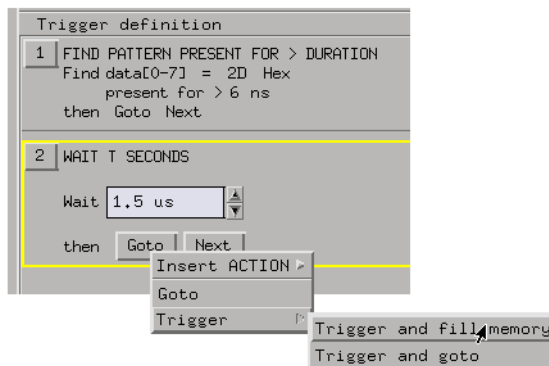 Trigger definition
1 FIND PATTERN PRESENT FOR > DURATION
Find data[0-7] = 2D Hex
present for > 6 ns
then Goto Next
2 WAIT T SECONDS
Wait 1.5 us
then Goto Next
Insert ACTION
Goto
Trigger
Trigger and fill memory
Trigger and goto